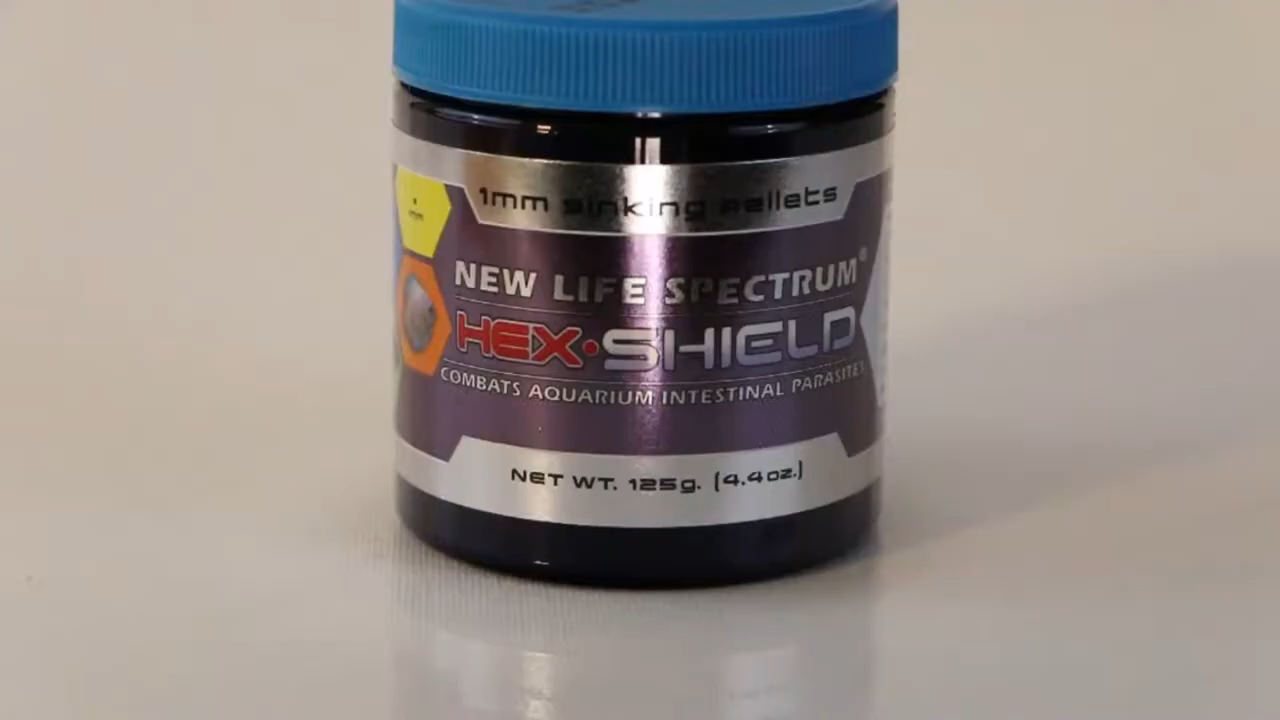 1mm sinking pellets
NEW LIFE SPECTRUM®
HEX•SHIELD
COMBATS AQUARIUM INTESTINAL PARASITES
NET WT. 125g. (4.4oz.)